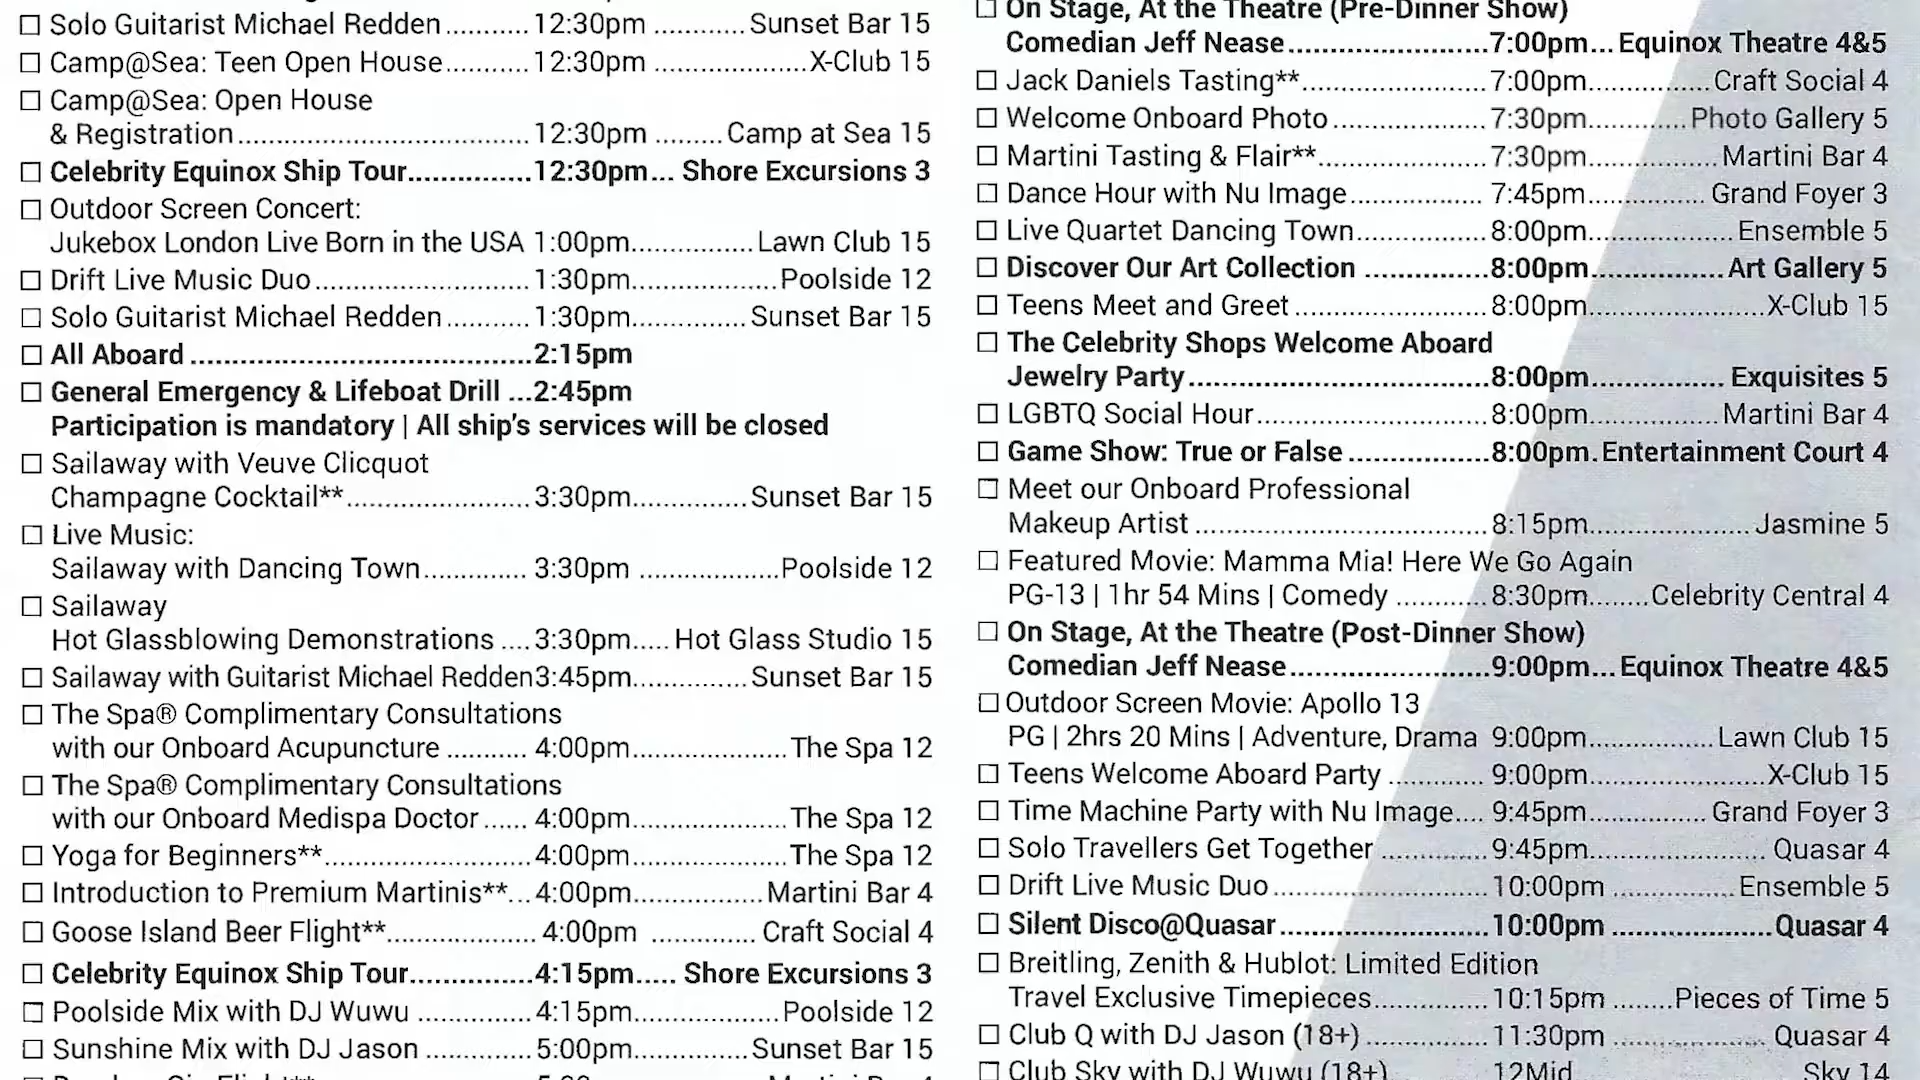 ☐ Solo Guitarist Michael Redden..........12:30pm ...........Sunset Bar 15
☐ Camp@Sea: Teen Open House..........12:30pm ...................X-Club 15
☐ Camp@Sea: Open House
& Registration....................................12:30pm ........Camp at Sea 15
☐ Celebrity Equinox Ship Tour..............12:30pm... Shore Excursions 3
☐ Outdoor Screen Concert:
Jukebox London Live Born in the USA 1:00pm..............Lawn Club 15
☐ Drift Live Music Duo..........................1:30pm.................Poolside 12
☐ Solo Guitarist Michael Redden..........1:30pm.............Sunset Bar 15
☐ All Aboard .......................................2:15pm
☐ General Emergency & Lifeboat Drill ...2:45pm
Participation is mandatory | All ship's services will be closed
☐ Sailaway with Veuve Clicquot
Champagne Cocktail**......................3:30pm.............Sunset Bar 15
☐ Live Music:
Sailaway with Dancing Town............ 3:30pm .................Poolside 12
☐ Sailaway
Hot Glassblowing Demonstrations ....3:30pm..... Hot Glass Studio 15
☐ Sailaway with Guitarist Michael Redden3:45pm.............Sunset Bar 15
☐ The Spa® Complimentary Consultations
with our Onboard Acupuncture ......... 4:00pm...................The Spa 12
☐ The Spa® Complimentary Consultations
with our Onboard Medispa Doctor...... 4:00pm...................The Spa 12
☐ Yoga for Beginners**.........................4:00pm...................The Spa 12
☐ Introduction to Premium Martinis**...4:00pm................Martini Bar 4
☐ Goose Island Beer Flight**.................. 4:00pm ............. Craft Social 4
☐ Celebrity Equinox Ship Tour..............4:15pm..... Shore Excursions 3
☐ Poolside Mix with DJ Wuwu ..............4:15pm.................Poolside 12
☐ Sunshine Mix with DJ Jason .............5:00pm.............Sunset Bar 15
☐ On Stage, At the Theatre (Pre-Dinner Show)
Comedian Jeff Nease.......................7:00pm...Equinox Theatre 4&5
☐ Jack Daniels Tasting**......................7:00pm...............Craft Social 4
☐ Welcome Onboard Photo..................7:30pm............Photo Gallery 5
☐ Martini Tasting & Flair**....................7:30pm................Martini Bar 4
☐ Dance Hour with Nu Image................7:45pm..............Grand Foyer 3
☐ Live Quartet Dancing Town................8:00pm..................Ensemble 5
☐ Discover Our Art Collection ..............8:00pm................Art Gallery 5
☐ Teens Meet and Greet.......................8:00pm.....................X-Club 15
☐ The Celebrity Shops Welcome Aboard
Jewelry Party...................................8:00pm................ Exquisites 5
☐ LGBTQ Social Hour...........................8:00pm................Martini Bar 4
☐ Game Show: True or False.................8:00pm.Entertainment Court 4
☐ Meet our Onboard Professional
Makeup Artist ..................................8:15pm.................... Jasmine 5
☐ Featured Movie: Mamma Mia! Here We Go Again
PG-13 | 1hr 54 Mins | Comedy ...........8:30pm.......Celebrity Central 4
☐ On Stage, At the Theatre (Post-Dinner Show)
Comedian Jeff Nease.......................9:00pm...Equinox Theatre 4&5
☐ Outdoor Screen Movie: Apollo 13
PG | 2hrs 20 Mins | Adventure, Drama 9:00pm...............Lawn Club 15
☐ Teens Welcome Aboard Party ...........9:00pm.....................X-Club 15
☐ Time Machine Party with Nu Image....9:45pm..............Grand Foyer 3
☐ Solo Travellers Get Together .............9:45pm...................... Quasar 4
☐ Drift Live Music Duo..........................10:00pm ...............Ensemble 5
☐ Silent Disco@Quasar.........................10:00pm ....................Quasar 4
☐ Breitling, Zenith & Hublot: Limited Edition
Travel Exclusive Timepieces..............10:15pm .......Pieces of Time 5
☐ Club Q with DJ Jason (18+)...............11:30pm .................... Quasar 4
☐ Club Sky with DJ Wuwu (18+)............12Mid......................Sky 14